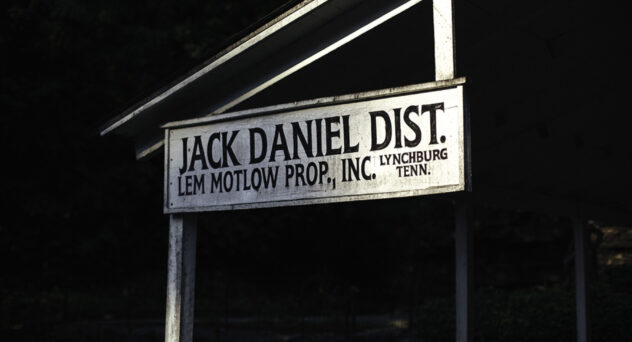 JACK DANIEL DIST.
LEM MOTLOW PROP., INC. LYNCHBURG
TENN.